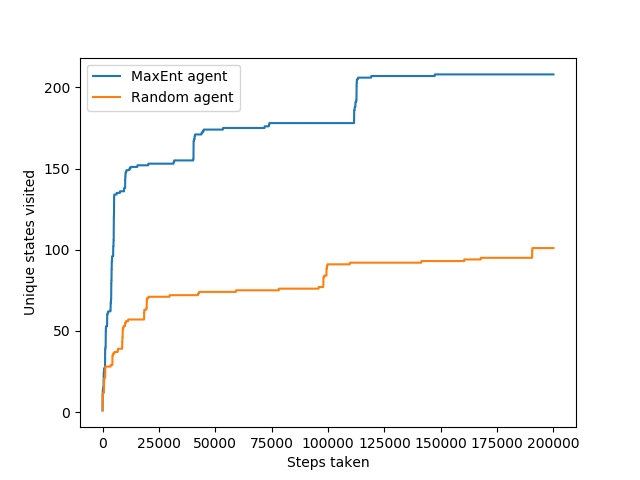 MaxEnt agent
Random agent
Unique states visited
200
150
100
50
0
0 25000 50000 75000 100000 125000 150000 175000 200000
Steps taken